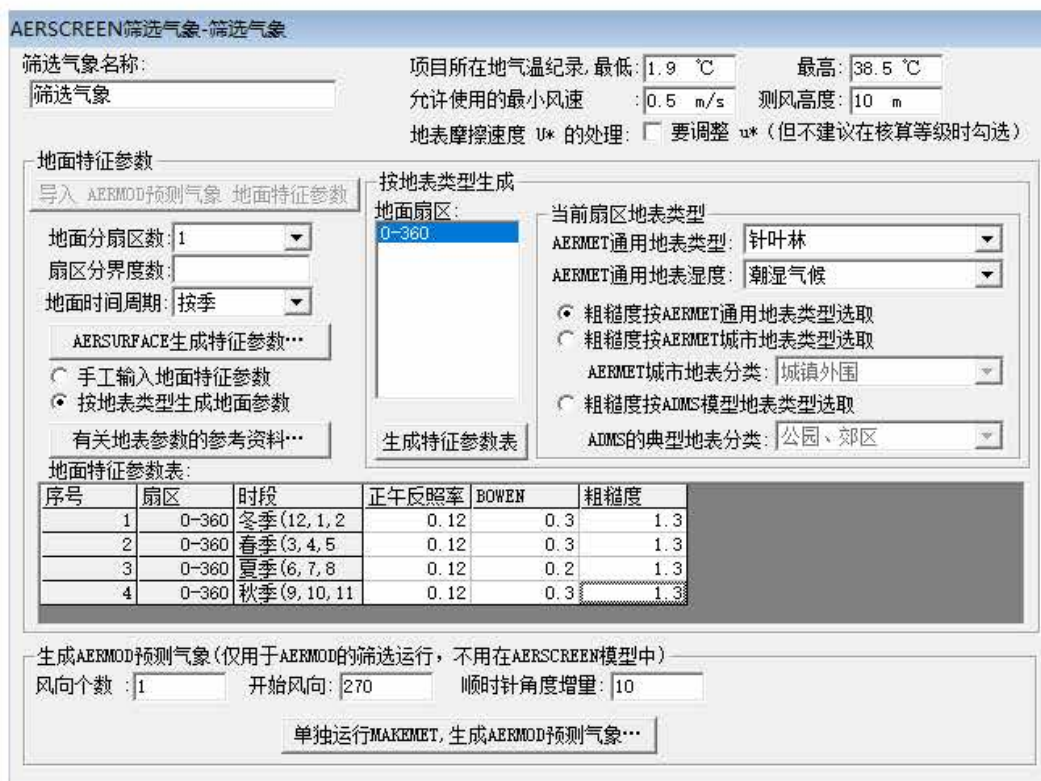 AERSCREEN筛选气象-筛选气象
筛选气象名称:
筛选气象
项目所在地气温纪录,最低: 1.9 ℃ 最高: 38.5 ℃
允许使用的最小风速 : 0.5 m/s 测风高度: 10 m
地表摩擦速度 U* 的处理: 要调整 u*(但不建议在核算等级时勾选)
地面特征参数
导入 AERMOD预测气象 地面特征参数
地面分扇区数: 1
扇区分界度数:
地面时间周期: 按季
AERSURFACE生成特征参数…
手工输入地面特征参数
按地表类型生成地面参数
有关地表参数的参考资料…
按地表类型生成
地面扇区:
0-360
生成特征参数表
当前扇区地表类型
AERMET通用地表类型: 针叶林
AERMET通用地表湿度: 潮湿气候
粗糙度按AERMET通用地表类型选取
粗糙度按AERMET城市地表类型选取
AERMET城市地表分类: 城镇外围
粗糙度按ADMS模型地表类型选取
ADMS的典型地表分类: 公园、郊区
地面特征参数表:
序号 扇区 时段 正午反照率 BOWEN 粗糙度
1 0-360 冬季(12,1,2 0.12 0.3 1.3
2 0-360 春季(3,4,5 0.12 0.3 1.3
3 0-360 夏季(6,7,8 0.12 0.2 1.3
4 0-360 秋季(9,10,11 0.12 0.3 1.3
生成AERMOD预测气象(仅用于AERMOD的筛选运行，不用在AERSCREEN模型中)
风向个数 : 1 开始风向: 270 顺时针角度增量: 10
单独运行MAKEMET,生成AERMOD预测气象…